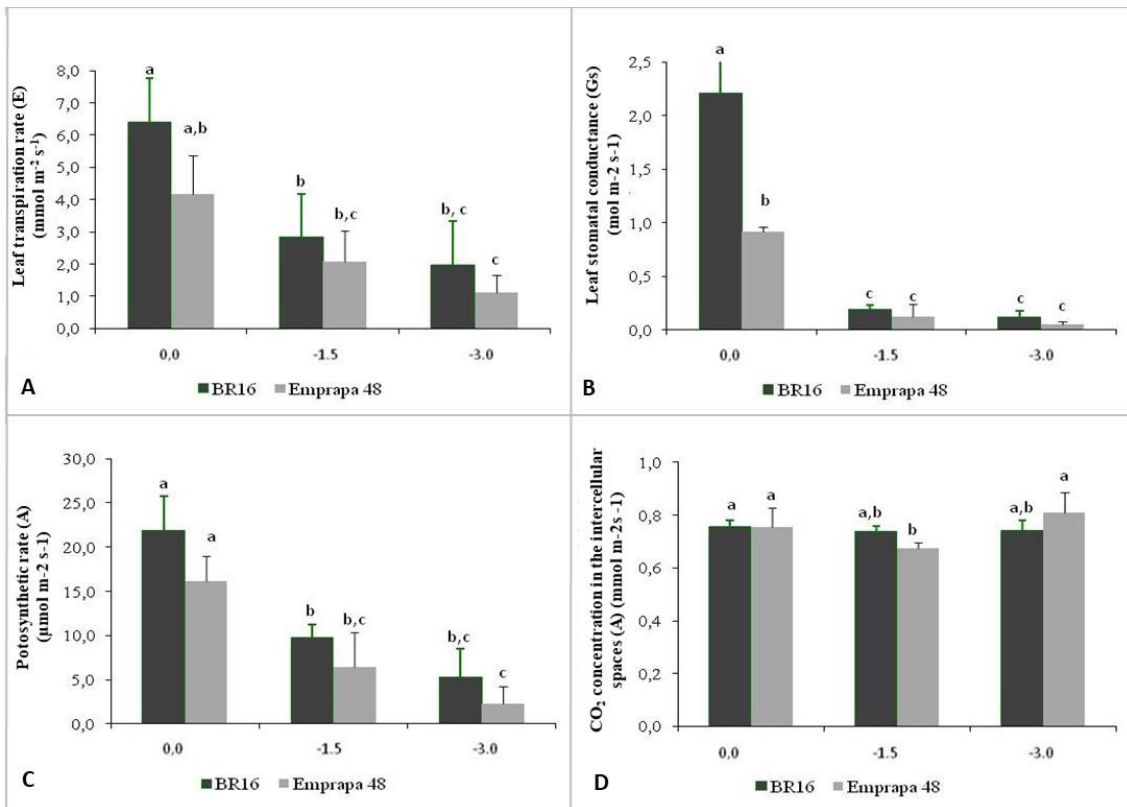 Leaf transpiration rate (E)
(mmol m⁻² s⁻¹)
8,0
7,0
6,0
5,0
4,0
3,0
2,0
1,0
0,0
a
a,b
b
b,c
b, c
c
0,0
-1.5
-3.0
A
BR16
Emprapa 48
Leaf stomatal conductance (Gs)
(mol m-2 s-1)
2,5
2,0
1,5
1,0
0,5
0,0
a
b
c
c
c
c
0,0
-1.5
-3.0
B
BR16
Emprapa 48
Potosynthetic rate (A)
(µmol m-2 s-1)
30,0
25,0
20,0
15,0
10,0
5,0
0,0
a
a
b
b,c
b,c
c
0,0
-1.5
-3.0
C
BR16
Emprapa 48
CO₂ concentration in the intercellular
spaces (A) (mmol m-2s -1)
1,0
0,8
0,6
0,4
0,2
0,0
a
a
a,b
b
a,b
a
0,0
-1.5
-3.0
D
BR16
Emprapa 48